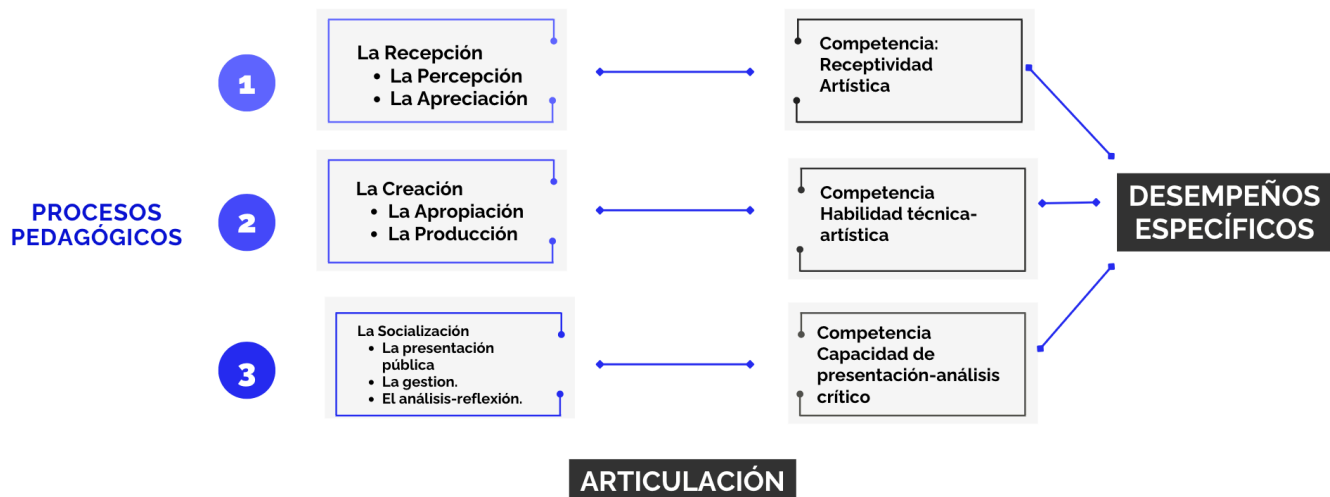 1
La Recepción
• La Percepción
• La Apreciación
Competencia:
Receptividad
Artística
PROCESOS
PEDAGÓGICOS
2
La Creación
• La Apropiación
• La Producción
Competencia
Habilidad técnica-
artística
DESEMPEÑOS
ESPECÍFICOS
3
La Socialización
• La presentación
pública
• La gestion.
• El análisis-reflexión.
Competencia
Capacidad de
presentación-análisis
crítico
ARTICULACIÓN